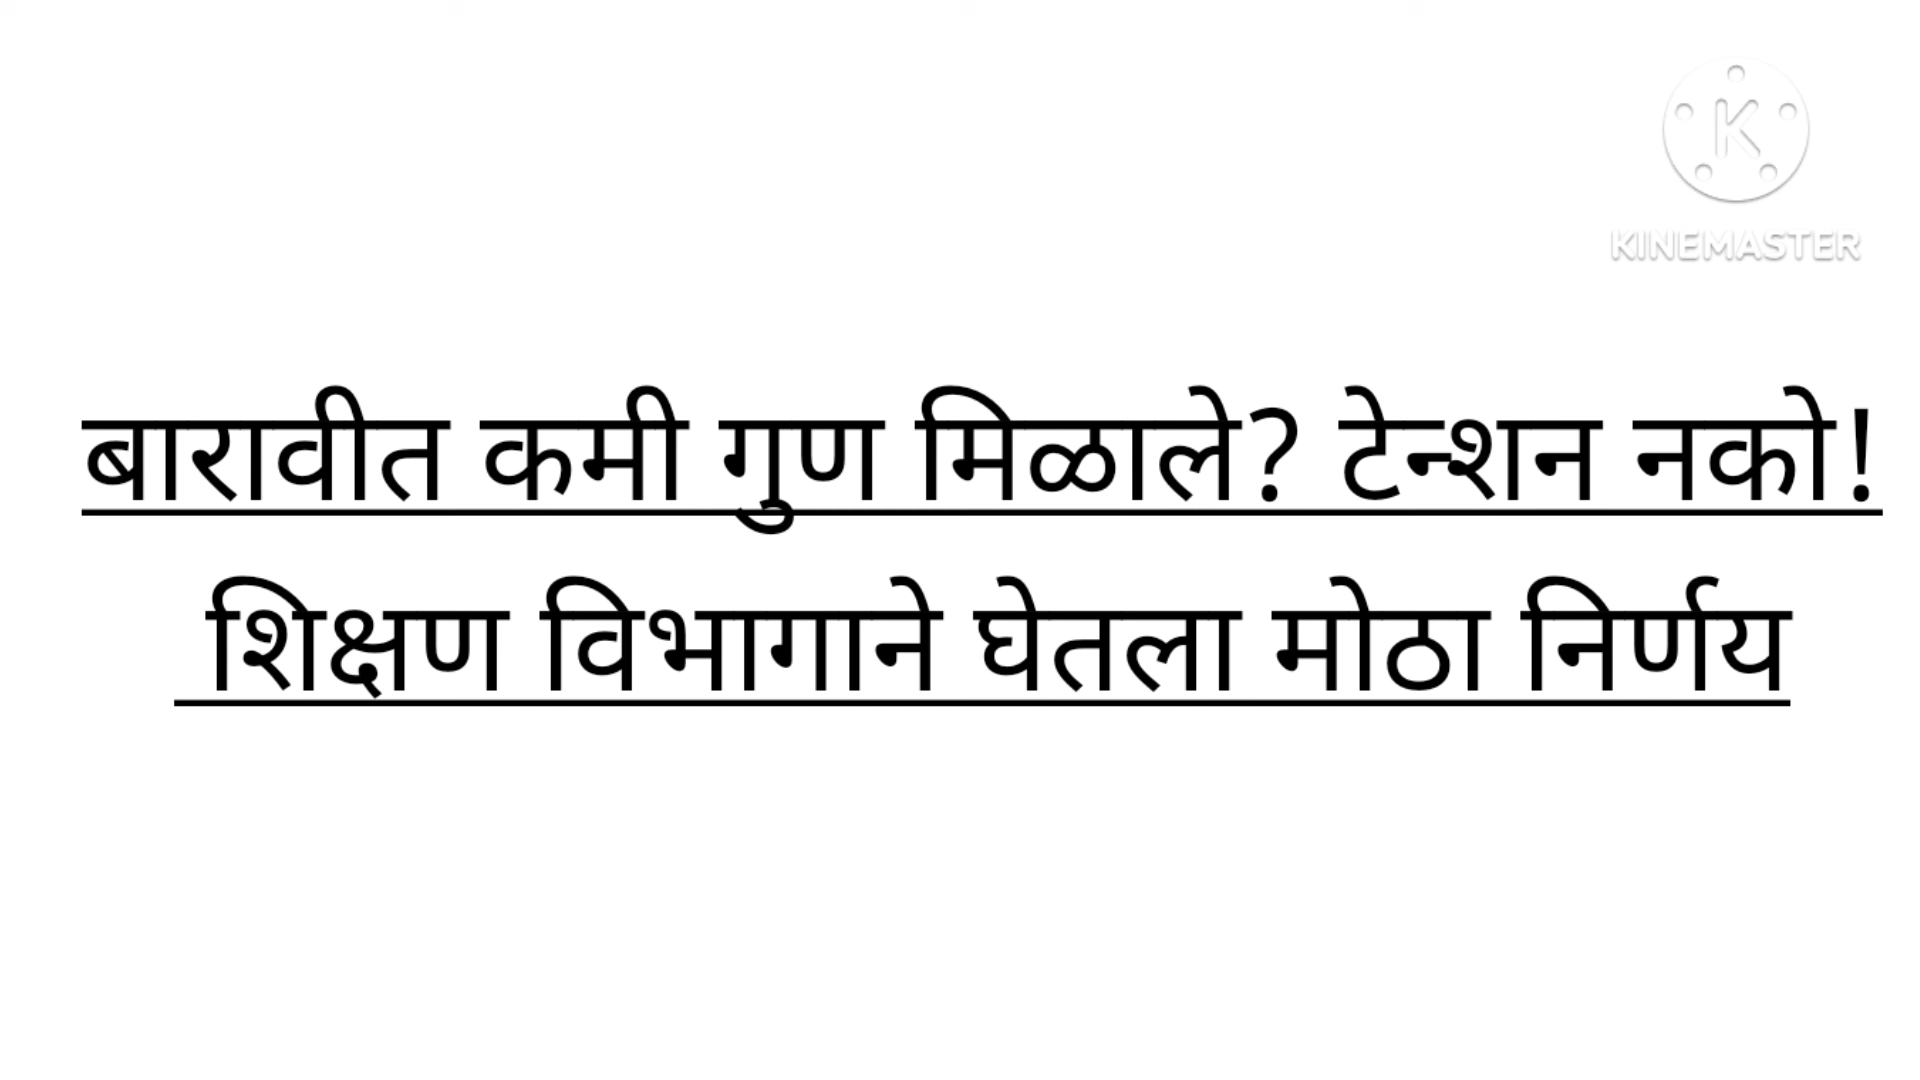 KINEMASTER
बारावीत कमी गुण मिळाले? टेन्शन नको!
शिक्षण विभागाने घेतला मोठा निर्णय